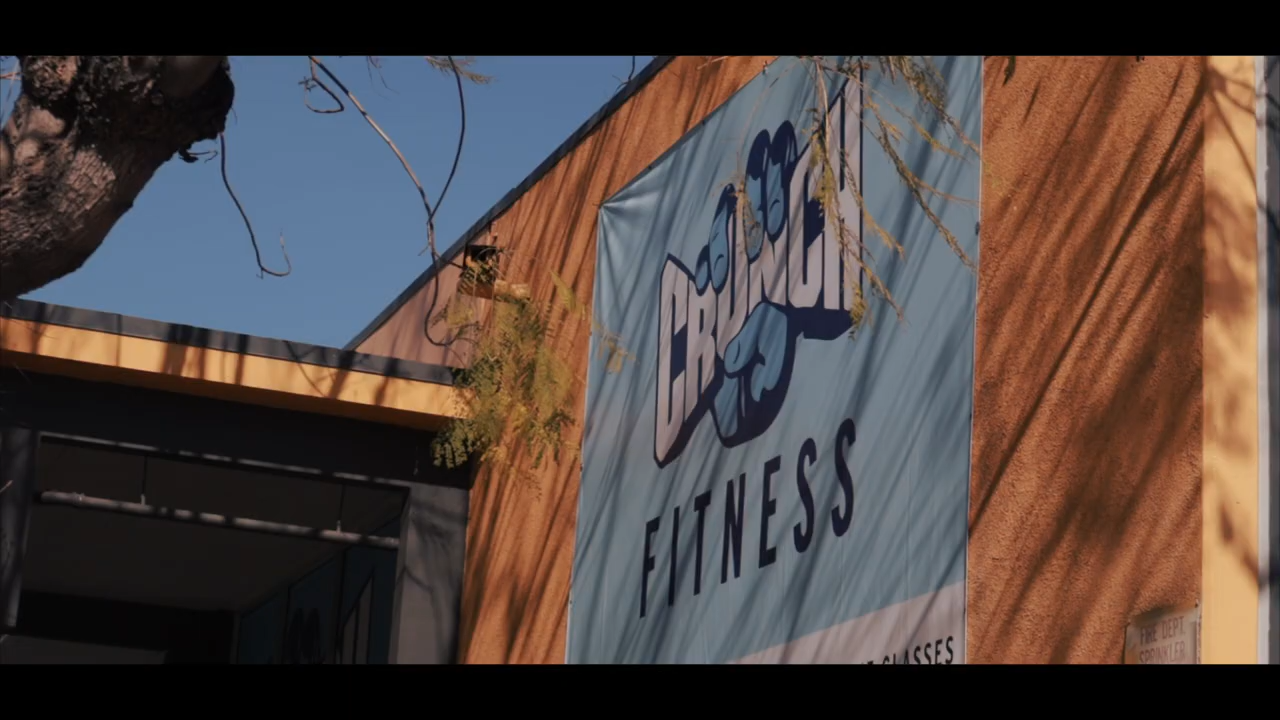 CRUNCH
FITNESS
CLASSES
FIRE DEPT.
SPRINKLER